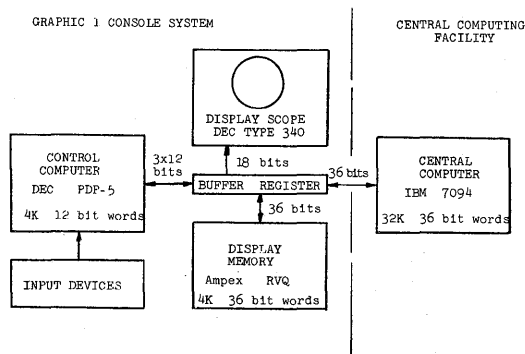 GRAPHIC 1 CONSOLE SYSTEM
CENTRAL COMPUTING
FACILITY
DISPLAY SCOPE
DEC TYPE 340
3x12
bits
18 bits
36 bits
CONTROL
COMPUTER
DEC PDP-5
4K 12 bit words
BUFFER REGISTER
CENTRAL
COMPUTER
IBM 7094
32K 36 bit words
36 bits
INPUT DEVICES
DISPLAY
MEMORY
Ampex RVQ
4K 36 bit words